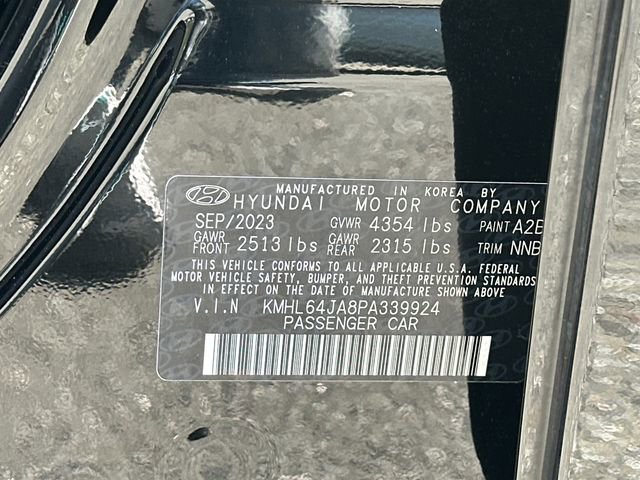 MANUFACTURED IN KOREA BY
HYUNDAI MOTOR COMPANY
SEP/2023 GVWR 4354 lbs PAINT A2B
GAWR FRONT 2513 lbs GAWR REAR 2315 lbs TRIM NNB
THIS VEHICLE CONFORMS TO ALL APPLICABLE U.S.A. FEDERAL
MOTOR VEHICLE SAFETY, BUMPER, AND THEFT PREVENTION STANDARDS
IN EFFECT ON THE DATE OF MANUFACTURE SHOWN ABOVE.
V.I.N KMHL64JA8PA339924
PASSENGER CAR